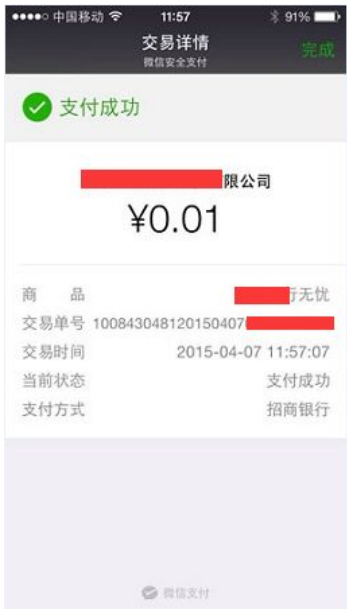 中国移动 11:57 91%
交易详情
微信安全支付
完成
支付成功
限公司
¥0.01
商 品 行无忧
交易单号 100843048120150407
交易时间 2015-04-07 11:57:07
当前状态 支付成功
支付方式 招商银行
微信支付